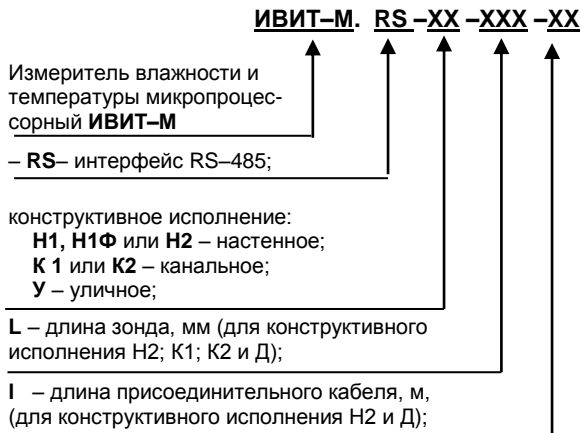 ИВИТ–М. RS –XX –XXX –XX
Измеритель влажности и
температуры микропроцес-
сорный ИВИТ–М
– RS– интерфейс RS–485;
конструктивное исполнение:
Н1, Н1Ф или Н2 – настенное;
К 1 или К2 – канальное;
У – уличное;
L – длина зонда, мм (для конструктивного
исполнения Н2; К1; К2 и Д);
l – длина присоединительного кабеля, м,
(для конструктивного исполнения Н2 и Д);